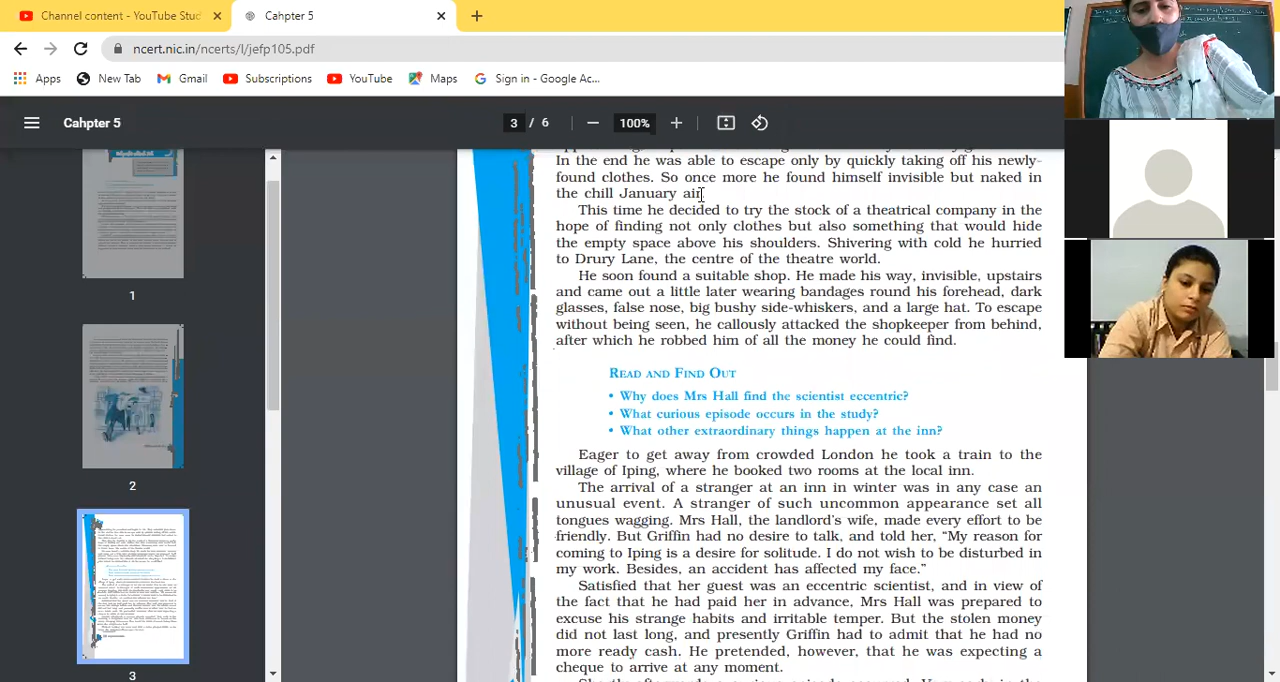 Channel content - YouTube Stud
Cahpter 5
ncert.nic.in/ncerts/l/jefp105.pdf
Apps
New Tab
Gmail
Subscriptions
YouTube
Maps
Sign in - Google Ac...
Cahpter 5
3 / 6
100%
In the end he was able to escape only by quickly taking off his newly-
found clothes. So once more he found himself invisible but naked in
the chill January air.
This time he decided to try the stock of a theatrical company in the
hope of finding not only clothes but also something that would hide
the empty space above his shoulders. Shivering with cold he hurried
to Drury Lane, the centre of the theatre world.
He soon found a suitable shop. He made his way, invisible, upstairs
and came out a little later wearing bandages round his forehead, dark
glasses, false nose, big bushy side-whiskers, and a large hat. To escape
without being seen, he callously attacked the shopkeeper from behind,
after which he robbed him of all the money he could find.
READ AND FIND OUT
• Why does Mrs Hall find the scientist eccentric?
• What curious episode occurs in the study?
• What other extraordinary things happen at the inn?
Eager to get away from crowded London he took a train to the
village of Iping, where he booked two rooms at the local inn.
The arrival of a stranger at an inn in winter was in any case an
unusual event. A stranger of such uncommon appearance set all
tongues wagging. Mrs Hall, the landlord's wife, made every effort to be
friendly. But Griffin had no desire to talk, and told her, “My reason for
coming to Iping is a desire for solitude. I do not wish to be disturbed in
my work. Besides, an accident has affected my face.”
Satisfied that her guest was an eccentric scientist, and in view of
the fact that he had paid her in advance, Mrs Hall was prepared to
excuse his strange habits and irritable temper. But the stolen money
did not last long, and presently Griffin had to admit that he had no
more ready cash. He pretended, however, that he was expecting a
cheque to arrive at any moment.
1
2
3